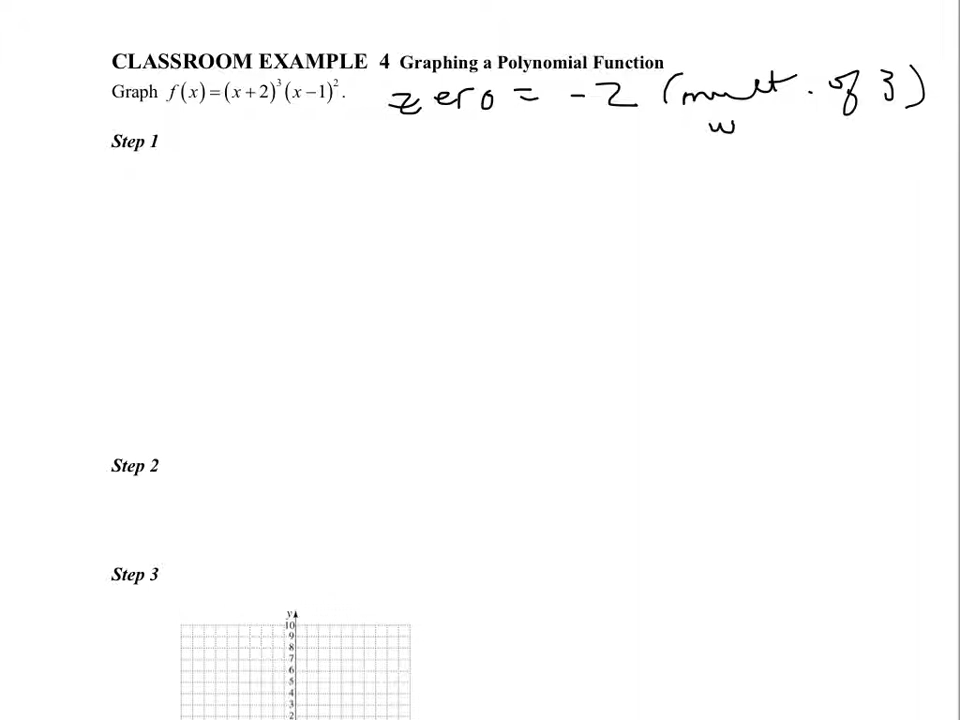 CLASSROOM EXAMPLE 4 Graphing a Polynomial Function
Graph f(x)=(x+2)³(x−1)². zero = -2 (mult. of 3)
w
Step 1
Step 2
Step 3
y
10
9
8
7
6
5
4
3
2